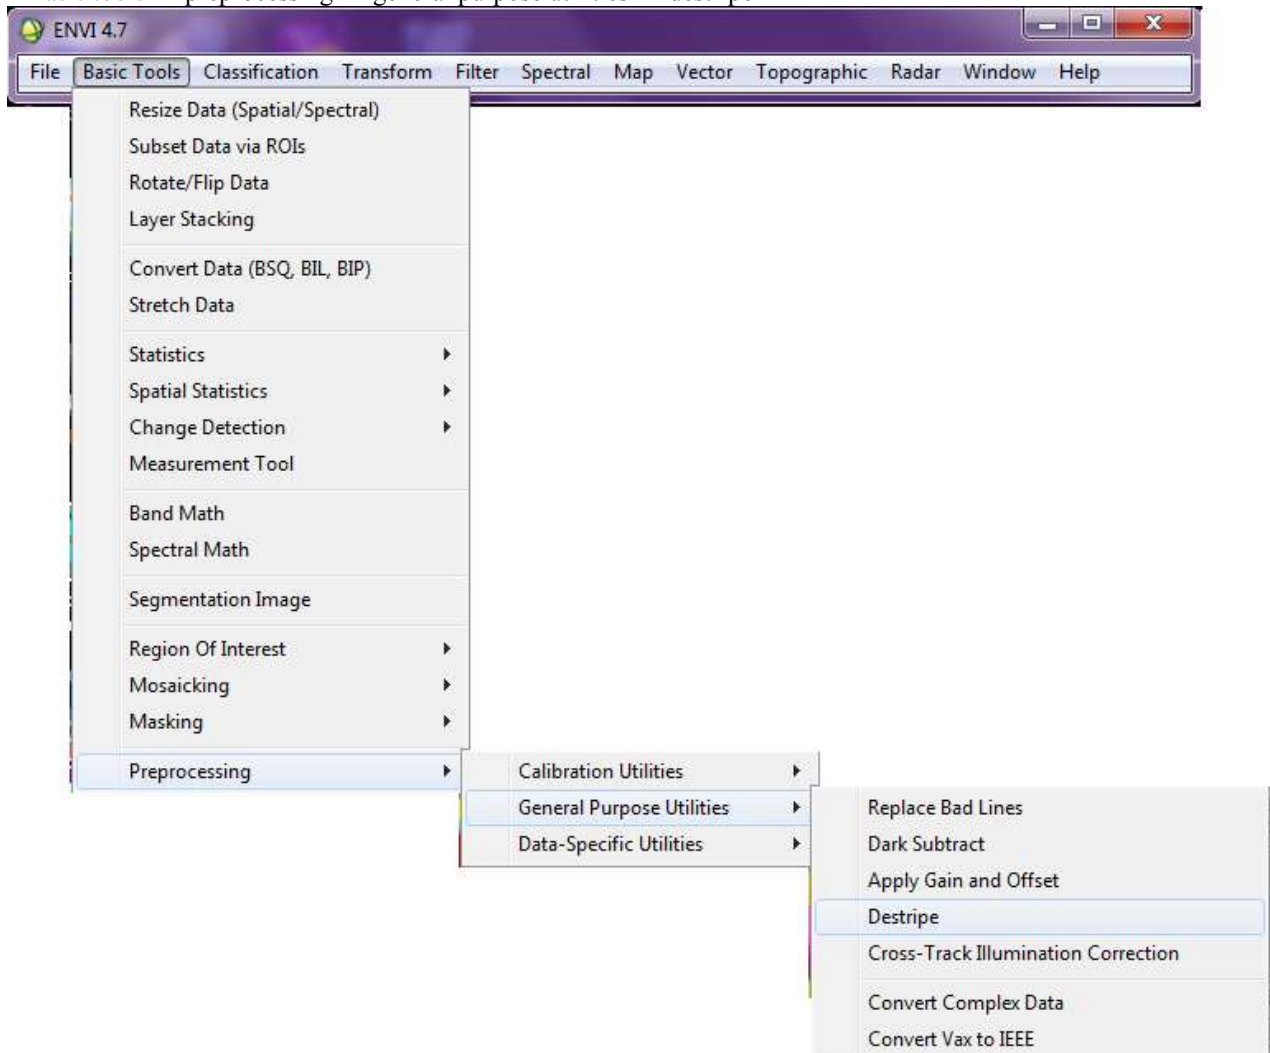 ENVI 4.7
File Basic Tools Classification Transform Filter Spectral Map Vector Topographic Radar Window Help
Resize Data (Spatial/Spectral)
Subset Data via ROIs
Rotate/Flip Data
Layer Stacking
Convert Data (BSQ, BIL, BIP)
Stretch Data
Statistics
Spatial Statistics
Change Detection
Measurement Tool
Band Math
Spectral Math
Segmentation Image
Region Of Interest
Mosaicking
Masking
Preprocessing
Calibration Utilities
General Purpose Utilities
Data-Specific Utilities
Replace Bad Lines
Dark Subtract
Apply Gain and Offset
Destripe
Cross-Track Illumination Correction
Convert Complex Data
Convert Vax to IEEE